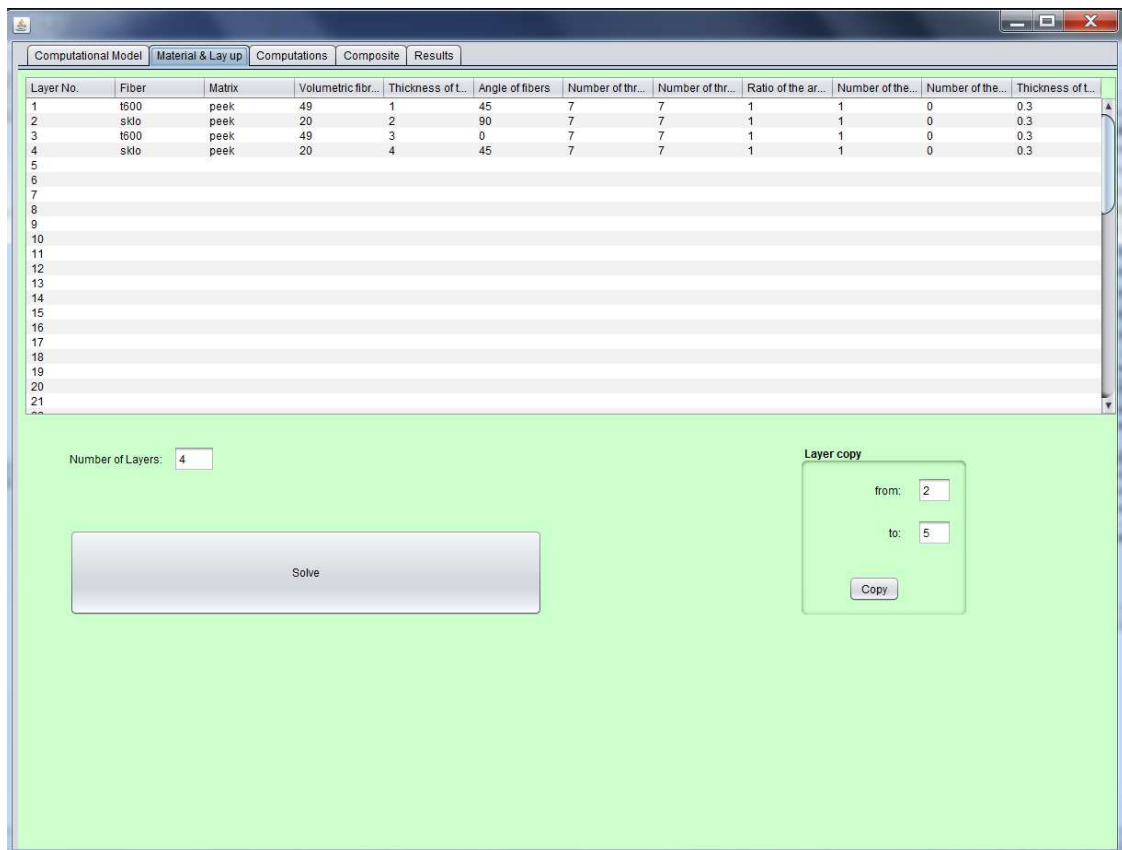 Computational Model Material & Lay up Computations Composite Results
Layer No. Fiber Matrix Volumetric fibr... Thickness of t... Angle of fibers Number of thr... Number of thr... Ratio of the ar... Number of the... Number of the... Thickness of t...
1 t600 peek 49 1 45 7 7 1 1 0 0.3
2 sklo peek 20 2 90 7 7 1 1 0 0.3
3 t600 peek 49 3 0 7 7 1 1 0 0.3
4 sklo peek 20 4 45 7 7 1 1 0 0.3
5
6
7
8
9
10
11
12
13
14
15
16
17
18
19
20
21
Number of Layers: 4
Layer copy
from: 2
to: 5
Solve
Copy